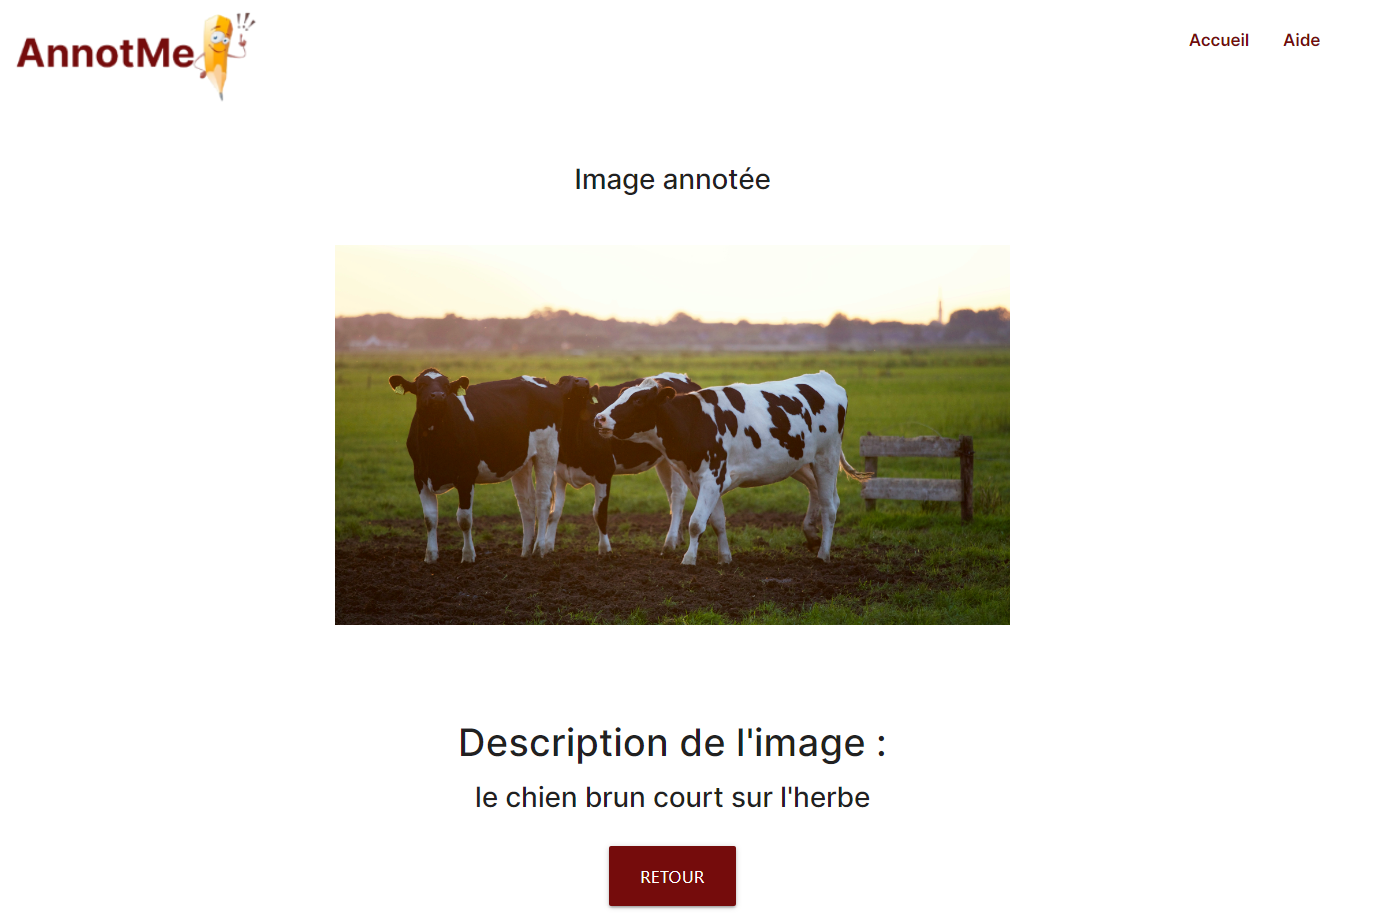 AnnotMe
Accueil
Aide
Image annotée
Description de l'image :
le chien brun court sur l'herbe
RETOUR